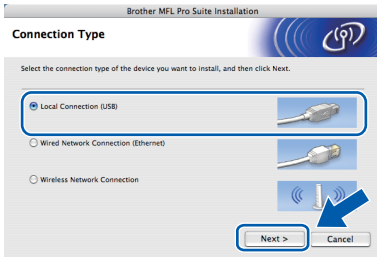 Brother MFL Pro Suite Installation
Connection Type
Select the connection type of the device you want to install, and then click Next.
Local Connection (USB)
Wired Network Connection (Ethernet)
Wireless Network Connection
Next >
Cancel